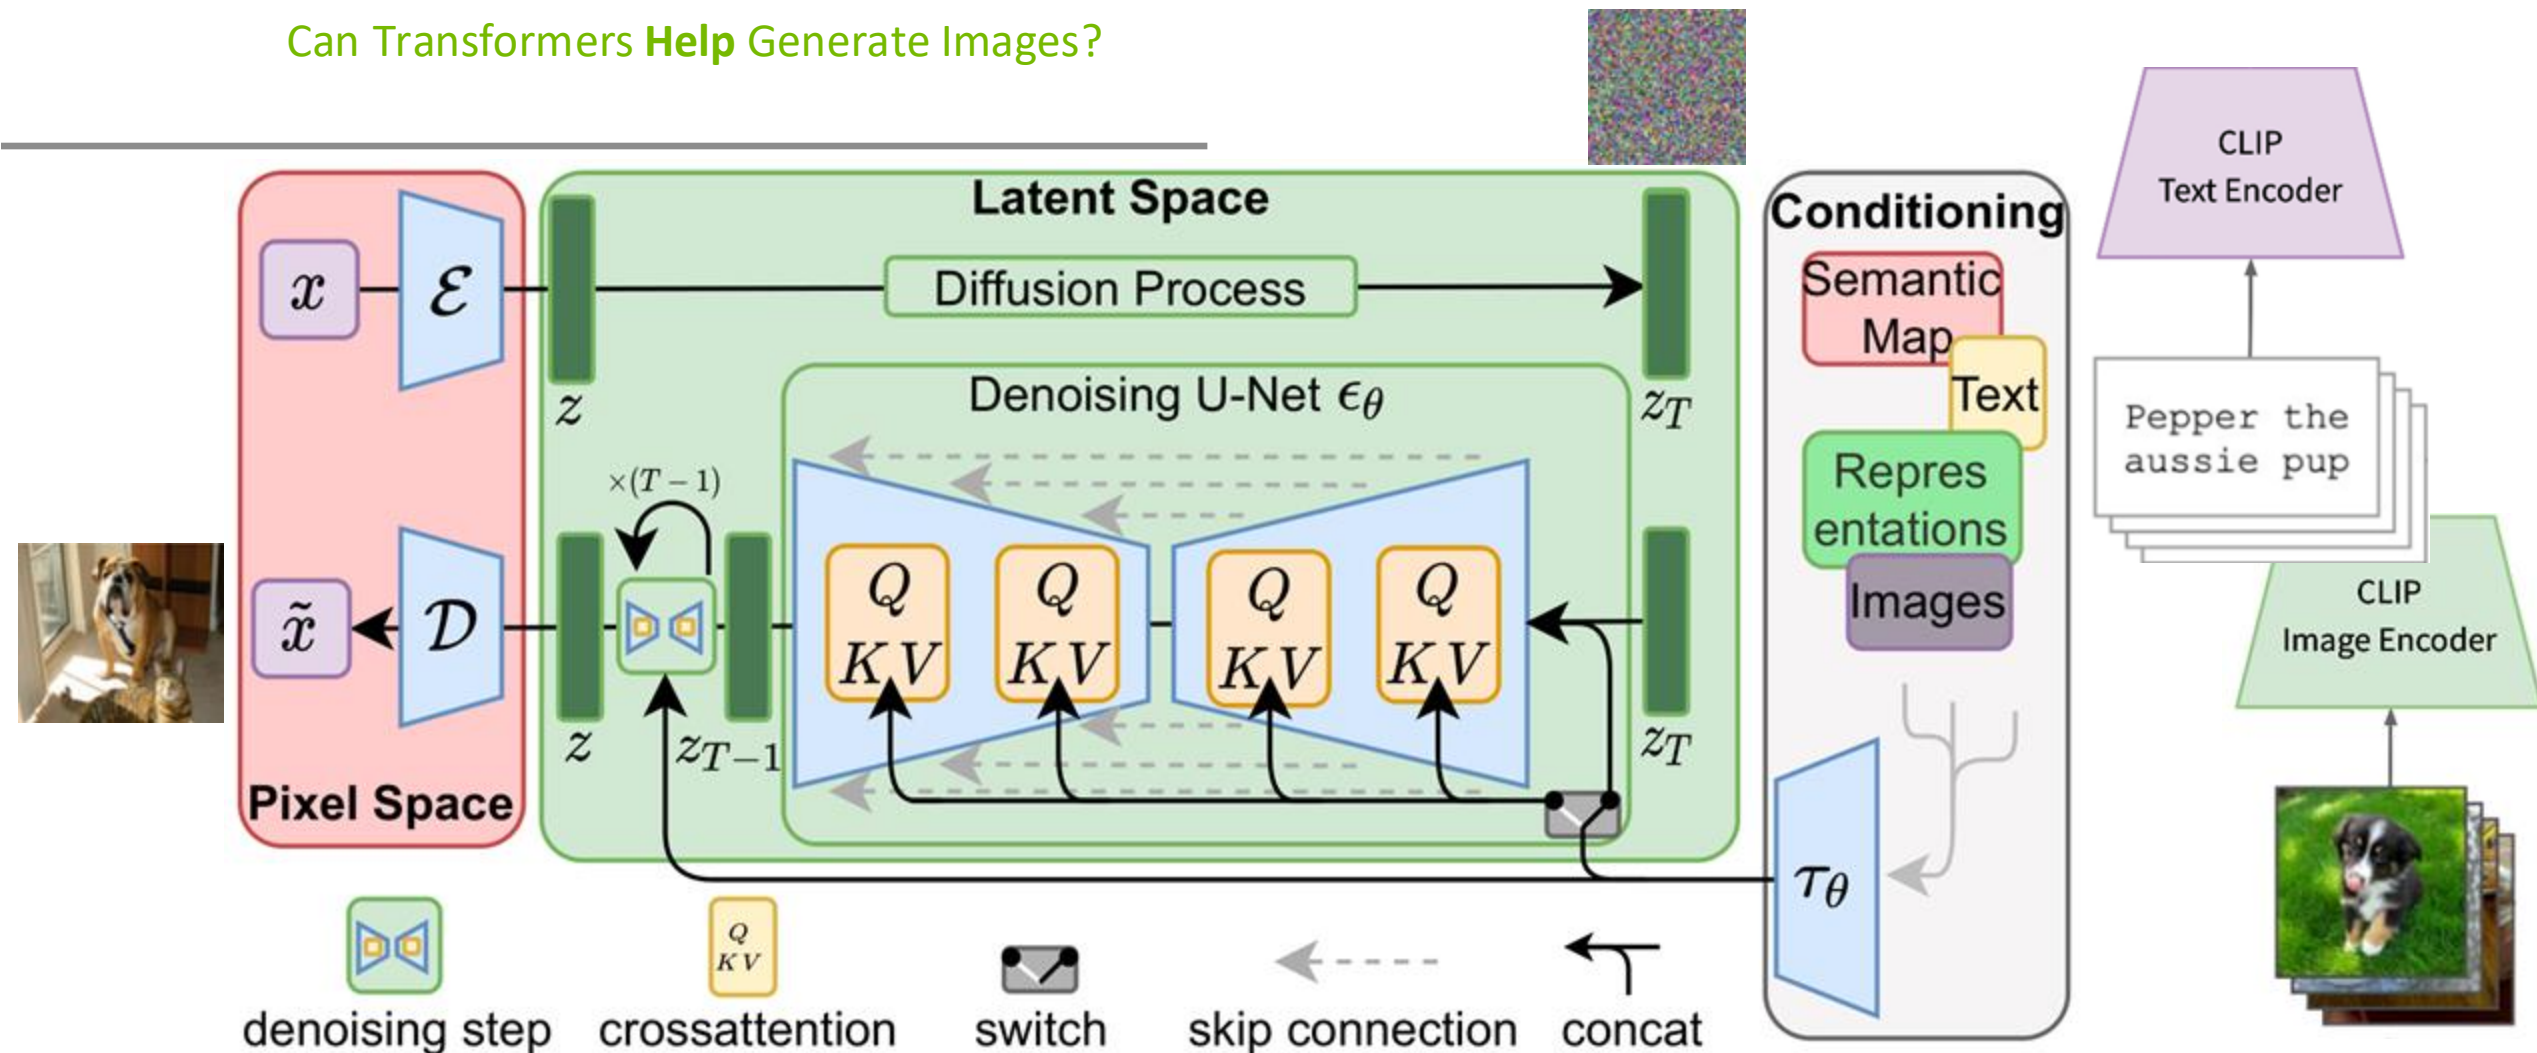 Can Transformers Help Generate Images?
Latent Space
Conditioning
CLIP
Text Encoder
x
ℰ
Diffusion Process
Semantic
Map
Text
z
z_T
Denoising U-Net ϵ_θ
Pepper the
aussie pup
Repres
entations
×(T − 1)
Images
CLIP
Image Encoder
x̃
𝒟
Q
K V
Q
K V
Q
K V
Q
K V
z
z_{T−1}
z_T
Pixel Space
τ_θ
Q
K V
denoising step
crossattention
switch
skip connection
concat